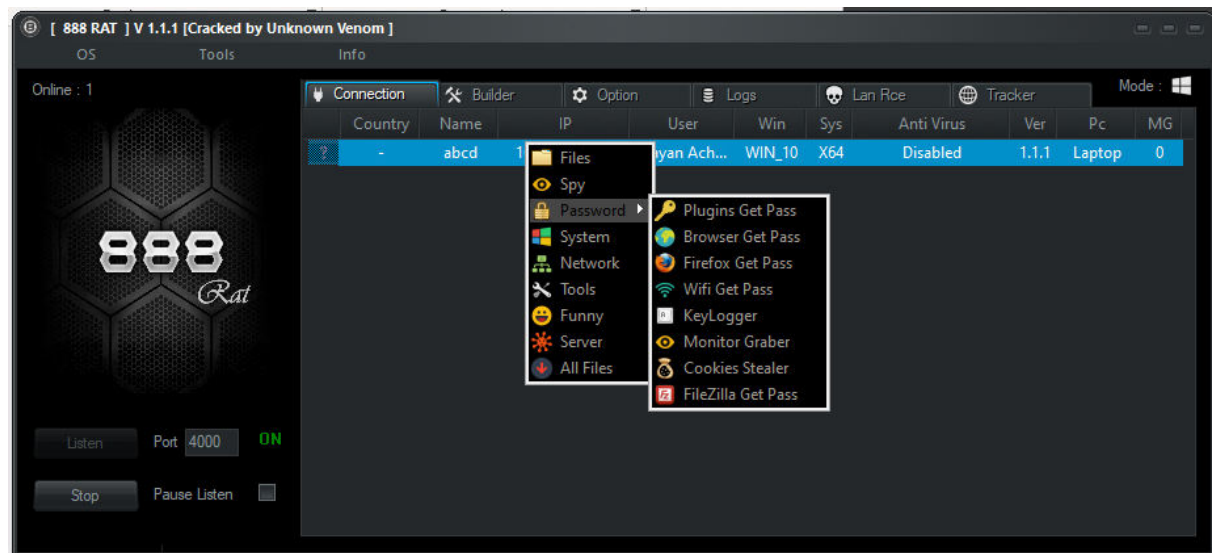 [ 888 RAT ] V 1.1.1 [Cracked by Unknown Venom ]
OS Tools Info
Online : 1
Connection Builder Option Logs Lan Rce Tracker Mode :
Country Name IP User Win Sys Anti Virus Ver Pc MG
? - abcd 1 yan Ach... WIN_10 X64 Disabled 1.1.1 Laptop 0
Files
Spy
Password Plugins Get Pass
System Browser Get Pass
Network Firefox Get Pass
Tools Wifi Get Pass
Funny KeyLogger
Server Monitor Graber
All Files Cookies Stealer
FileZilla Get Pass
888
Rat
Listen Port 4000 ON
Stop Pause Listen